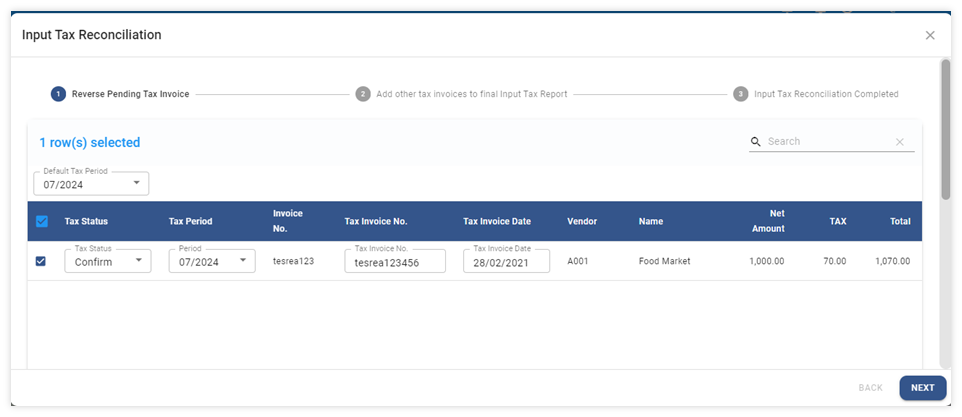 Input Tax Reconciliation
1 Reverse Pending Tax Invoice 2 Add other tax invoices to final Input Tax Report 3 Input Tax Reconciliation Completed
1 row(s) selected
Search
Default Tax Period
07/2024
Tax Status Tax Period Invoice No. Tax Invoice No. Tax Invoice Date Vendor Name Net Amount TAX Total
Tax Status Period Tax Invoice No. Tax Invoice Date
Confirm 07/2024 tesrea123 tesrea123456 28/02/2021 A001 Food Market 1,000.00 70.00 1,070.00
BACK NEXT